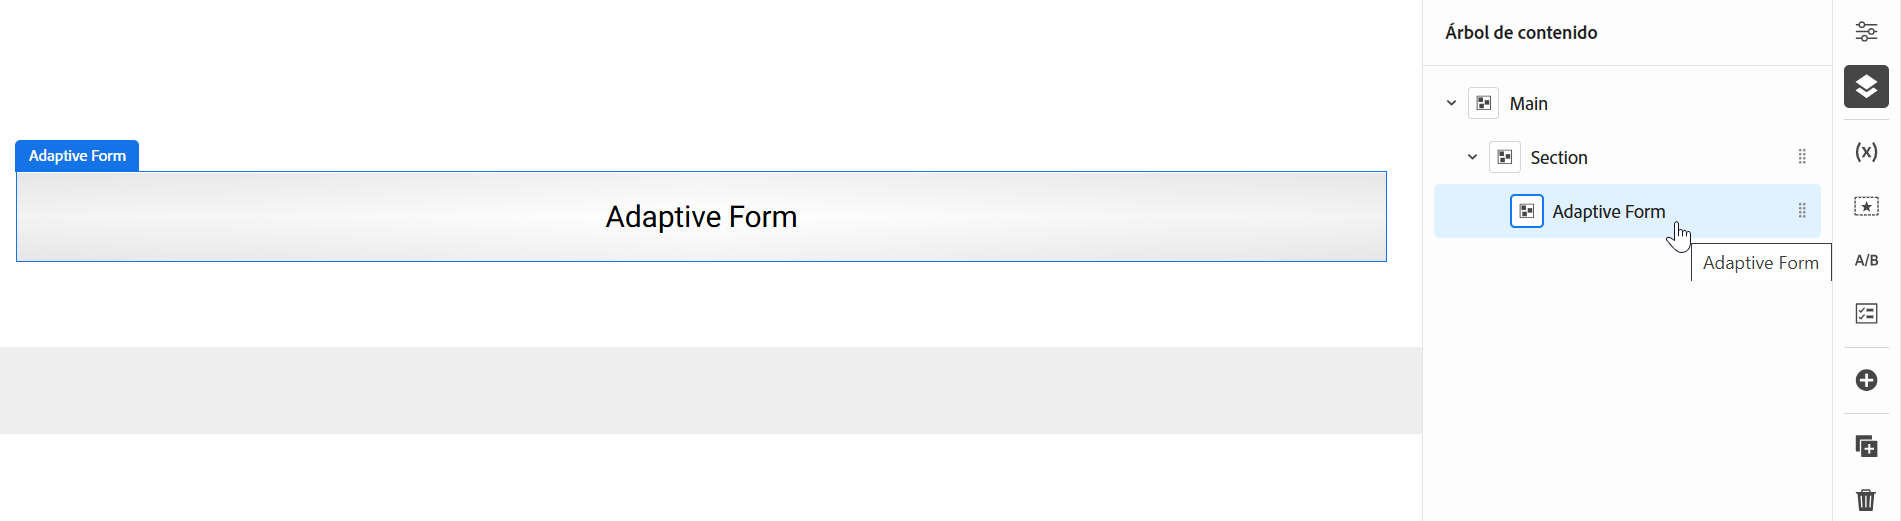 Árbol de contenido
Main
Adaptive Form
Section
Adaptive Form
Adaptive Form
Adaptive Form
(x)
A/B